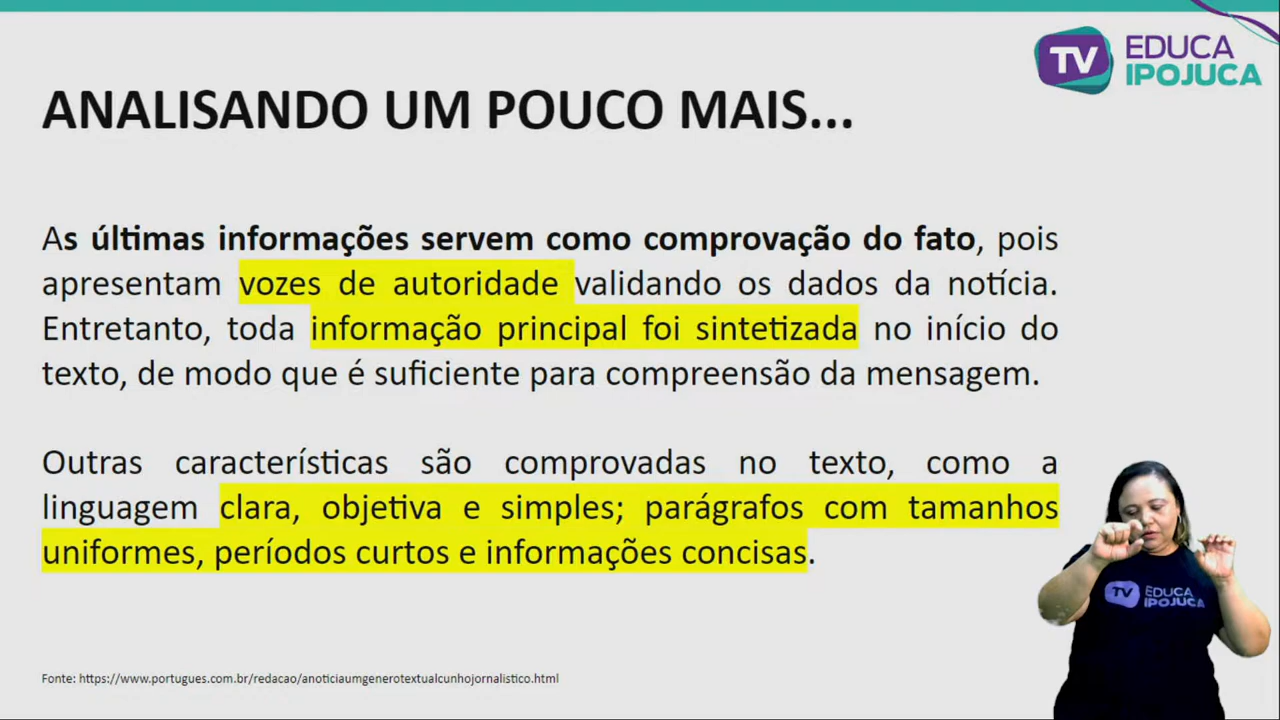 TV EDUCA
IPOJUCA
ANALISANDO UM POUCO MAIS...
As últimas informações servem como comprovação do fato, pois
apresentam vozes de autoridade validando os dados da notícia.
Entretanto, toda informação principal foi sintetizada no início do
texto, de modo que é suficiente para compreensão da mensagem.
Outras características são comprovadas no texto, como a
linguagem clara, objetiva e simples; parágrafos com tamanhos
uniformes, períodos curtos e informações concisas.
TV EDUCA
IPOJUCA
Fonte: https://www.portugues.com.br/redacao/anoticiaumgenerotextualcunhojornalistico.html